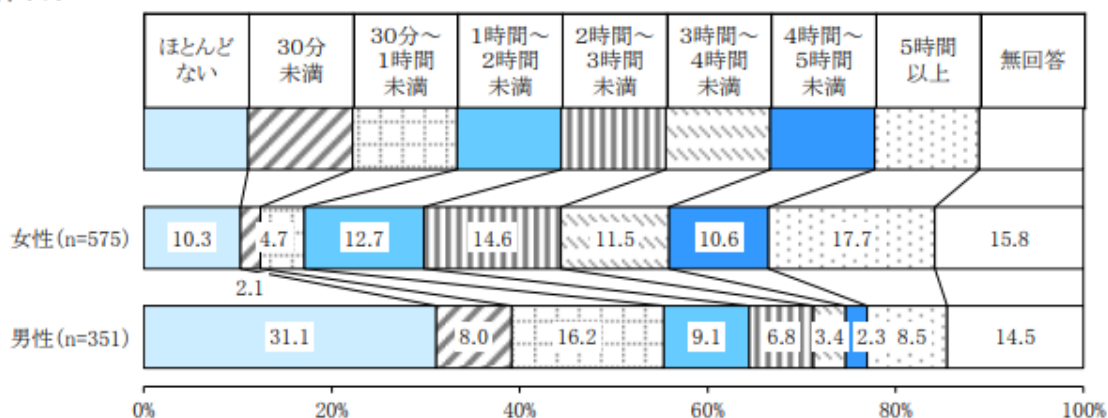 ほとんど
ない
30分
未満
30分～
1時間
未満
1時間～
2時間
未満
2時間～
3時間
未満
3時間～
4時間
未満
4時間～
5時間
未満
5時間
以上
無回答
女性(n=575)
10.3
4.7
12.7
14.6
11.5
10.6
17.7
15.8
2.1
男性(n=351)
31.1
8.0
16.2
9.1
6.8
3.4
2.3
8.5
14.5
0%
20%
40%
60%
80%
100%